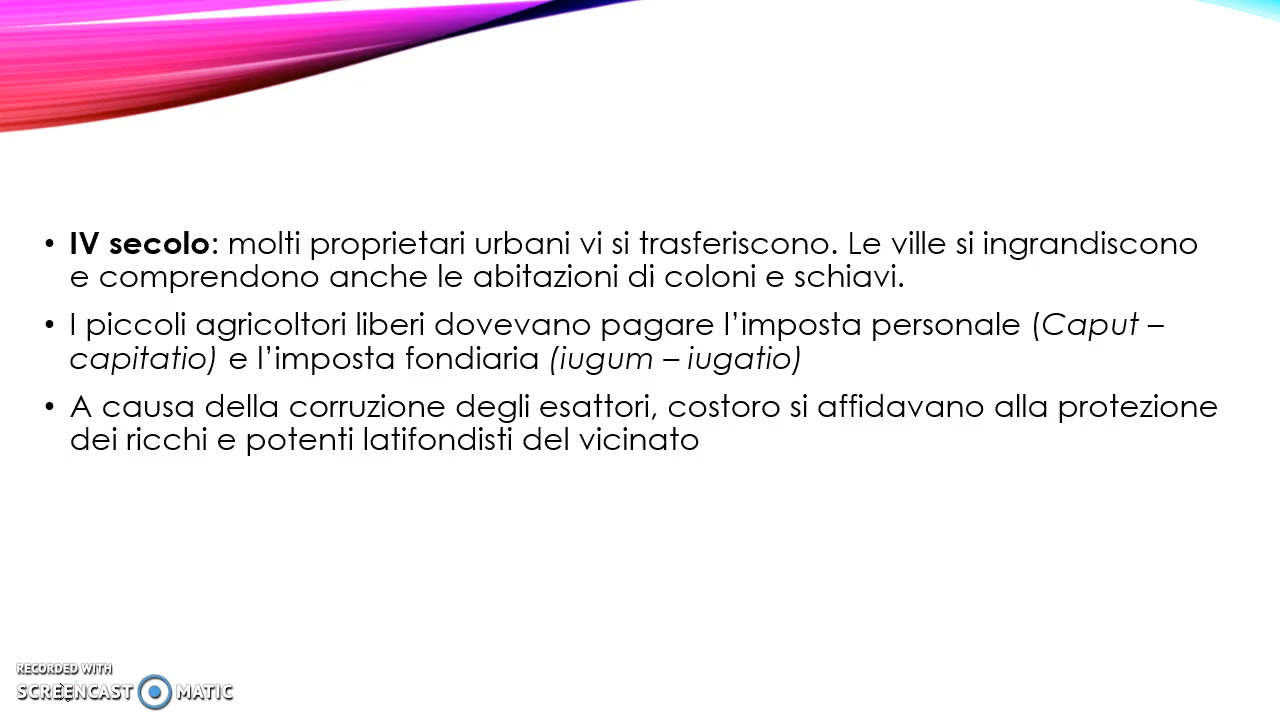 • IV secolo: molti proprietari urbani vi si trasferiscono. Le ville si ingrandiscono
e comprendono anche le abitazioni di coloni e schiavi.
• I piccoli agricoltori liberi dovevano pagare l’imposta personale (Caput –
capitatio) e l’imposta fondiaria (iugum – iugatio)
• A causa della corruzione degli esattori, costoro si affidavano alla protezione
dei ricchi e potenti latifondisti del vicinato
RECORDED WITH
SCREENCAST MATIC